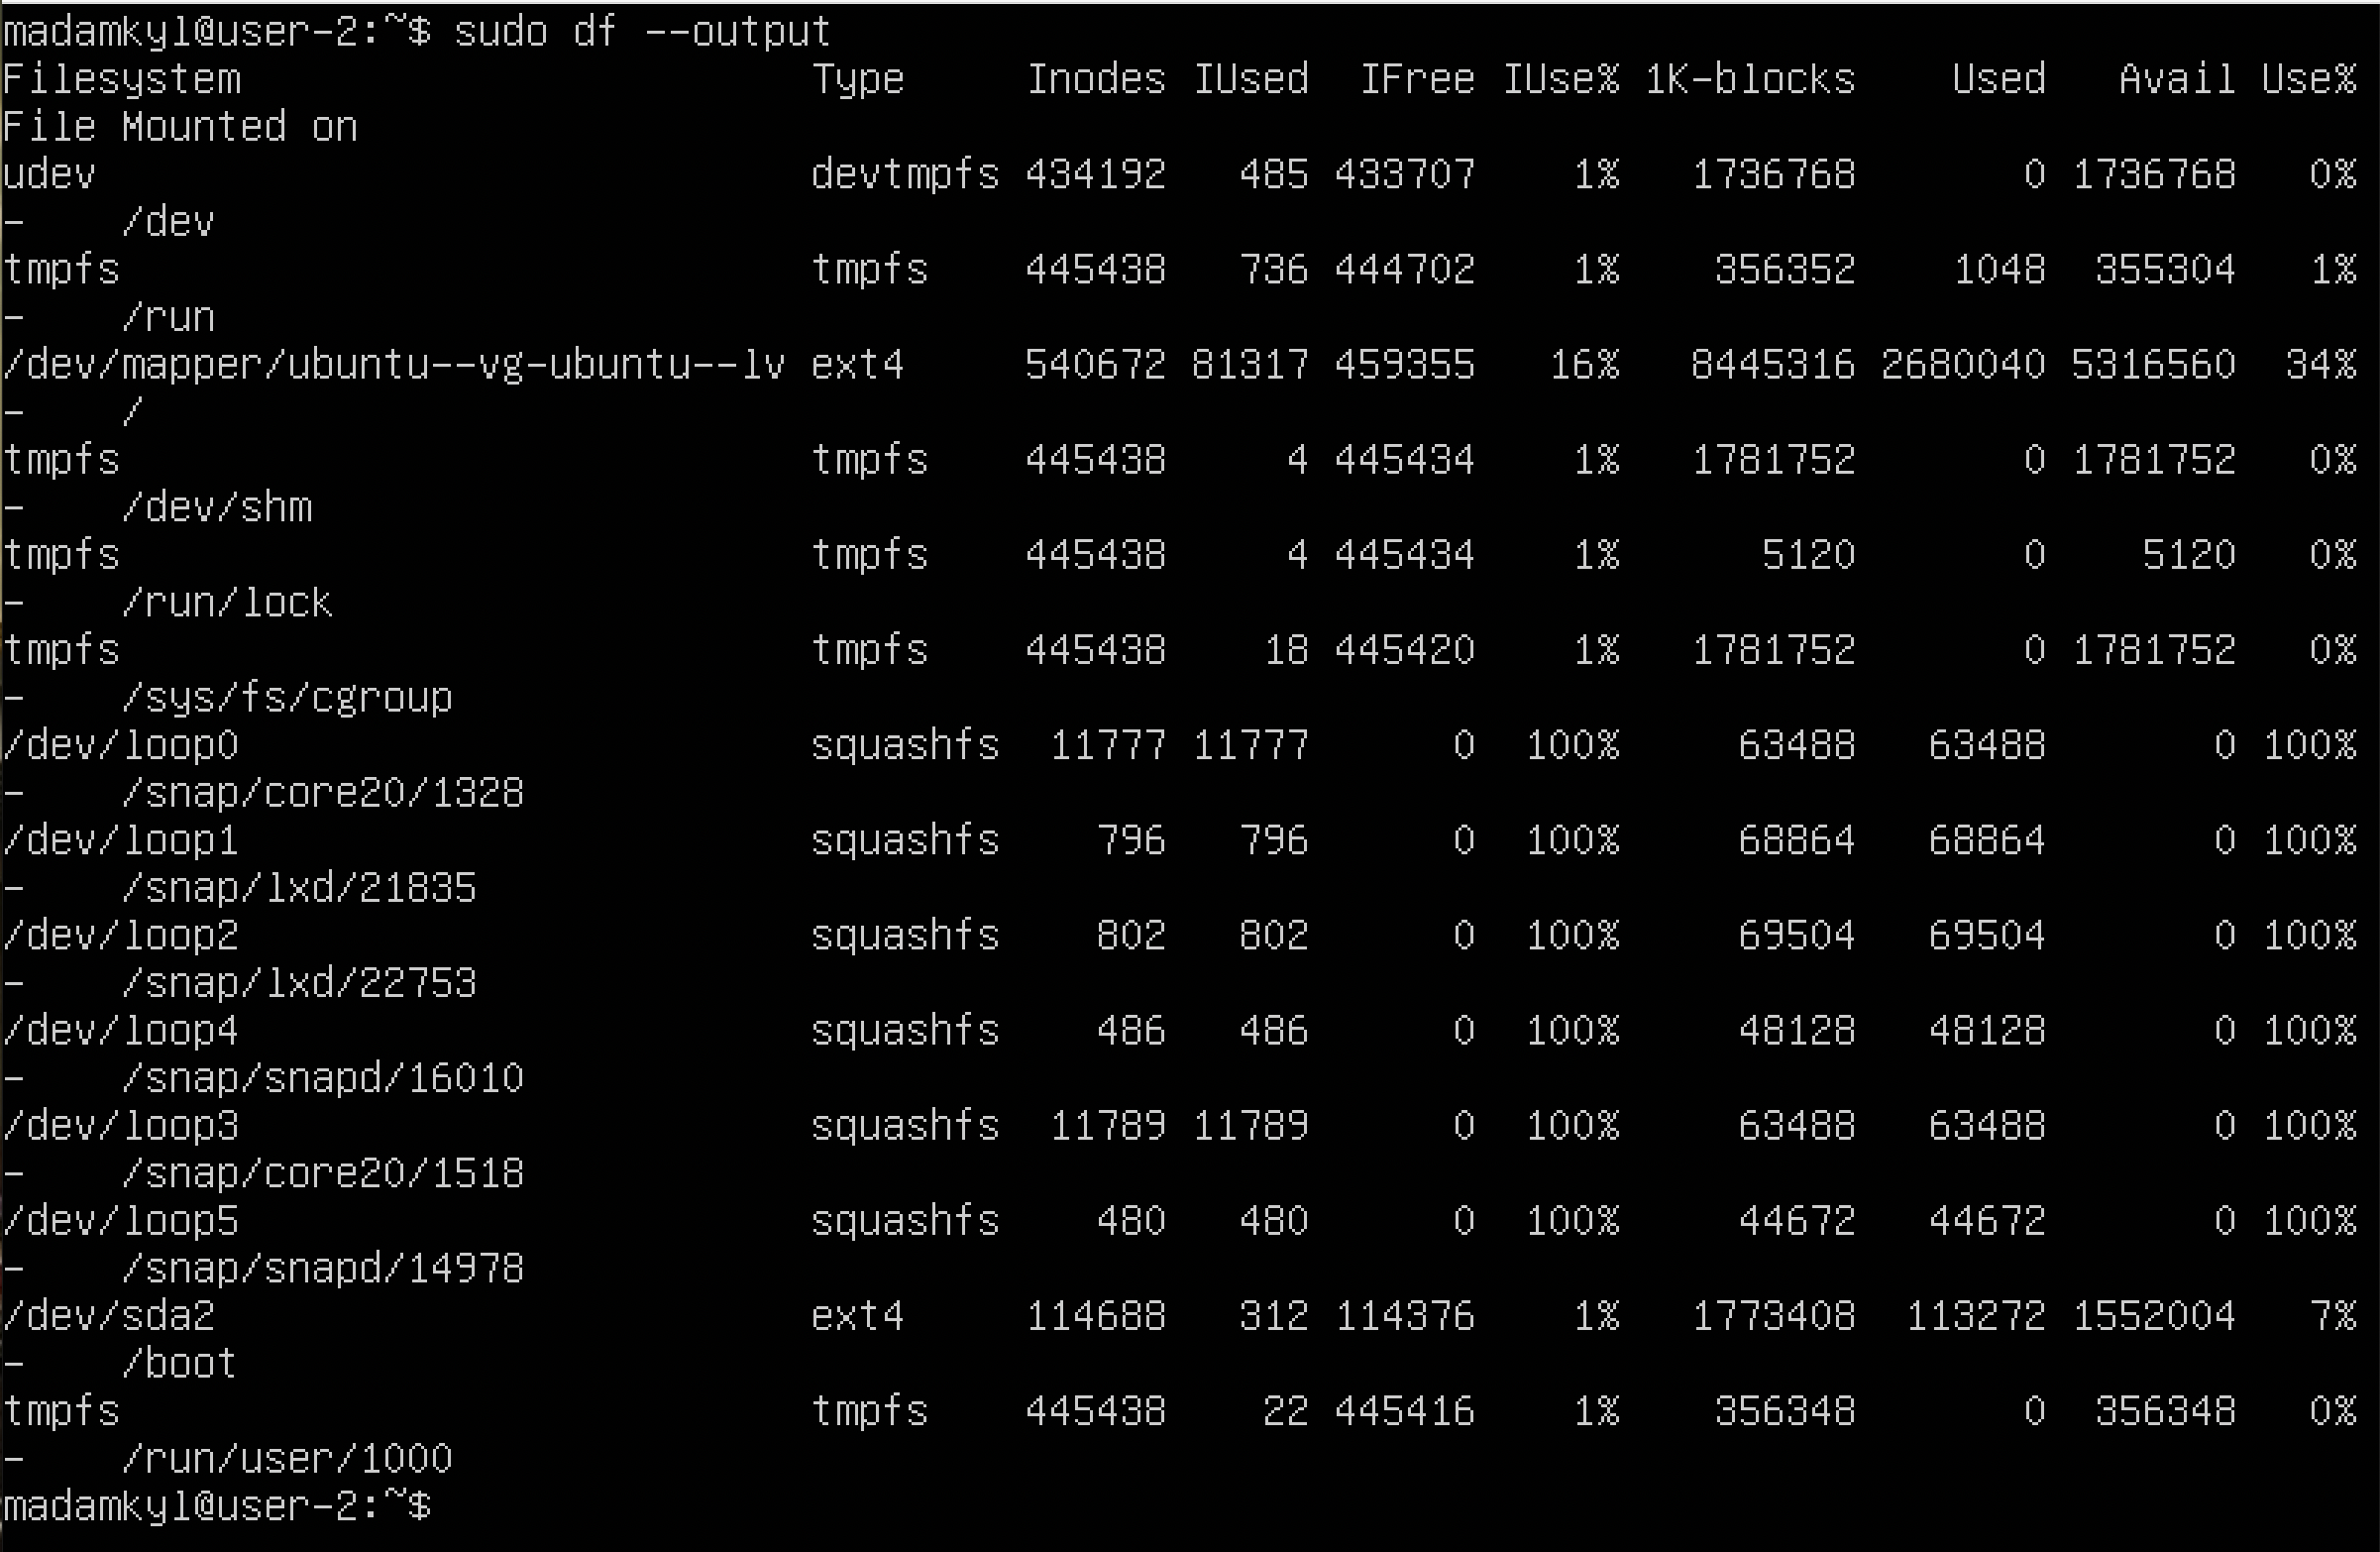 madamkyl@user-2:~$ sudo df --output
Filesystem                        Type     Inodes IUsed  IFree IUse% 1K-blocks    Used   Avail Use%
File Mounted on
udev                              devtmpfs 434192   485 433707    1%   1736768       0 1736768   0%
-    /dev
tmpfs                             tmpfs    445438   736 444702    1%    356352    1048  355304   1%
-    /run
/dev/mapper/ubuntu--vg-ubuntu--lv ext4     540672 81317 459355   16%   8445316 2680040 5316560  34%
-    /
tmpfs                             tmpfs    445438     4 445434    1%   1781752       0 1781752   0%
-    /dev/shm
tmpfs                             tmpfs    445438     4 445434    1%      5120       0    5120   0%
-    /run/lock
tmpfs                             tmpfs    445438    18 445420    1%   1781752       0 1781752   0%
-    /sys/fs/cgroup
/dev/loop0                        squashfs  11777 11777      0  100%     63488   63488       0 100%
-    /snap/core20/1328
/dev/loop1                        squashfs    796   796      0  100%     68864   68864       0 100%
-    /snap/lxd/21835
/dev/loop2                        squashfs    802   802      0  100%     69504   69504       0 100%
-    /snap/lxd/22753
/dev/loop4                        squashfs    486   486      0  100%     48128   48128       0 100%
-    /snap/snapd/16010
/dev/loop3                        squashfs  11789 11789      0  100%     63488   63488       0 100%
-    /snap/core20/1518
/dev/loop5                        squashfs    480   480      0  100%     44672   44672       0 100%
-    /snap/snapd/14978
/dev/sda2                         ext4     114688   312 114376    1%   1773408  113272 1552004   7%
-    /boot
tmpfs                             tmpfs    445438    22 445416    1%    356348       0  356348   0%
-    /run/user/1000
madamkyl@user-2:~$